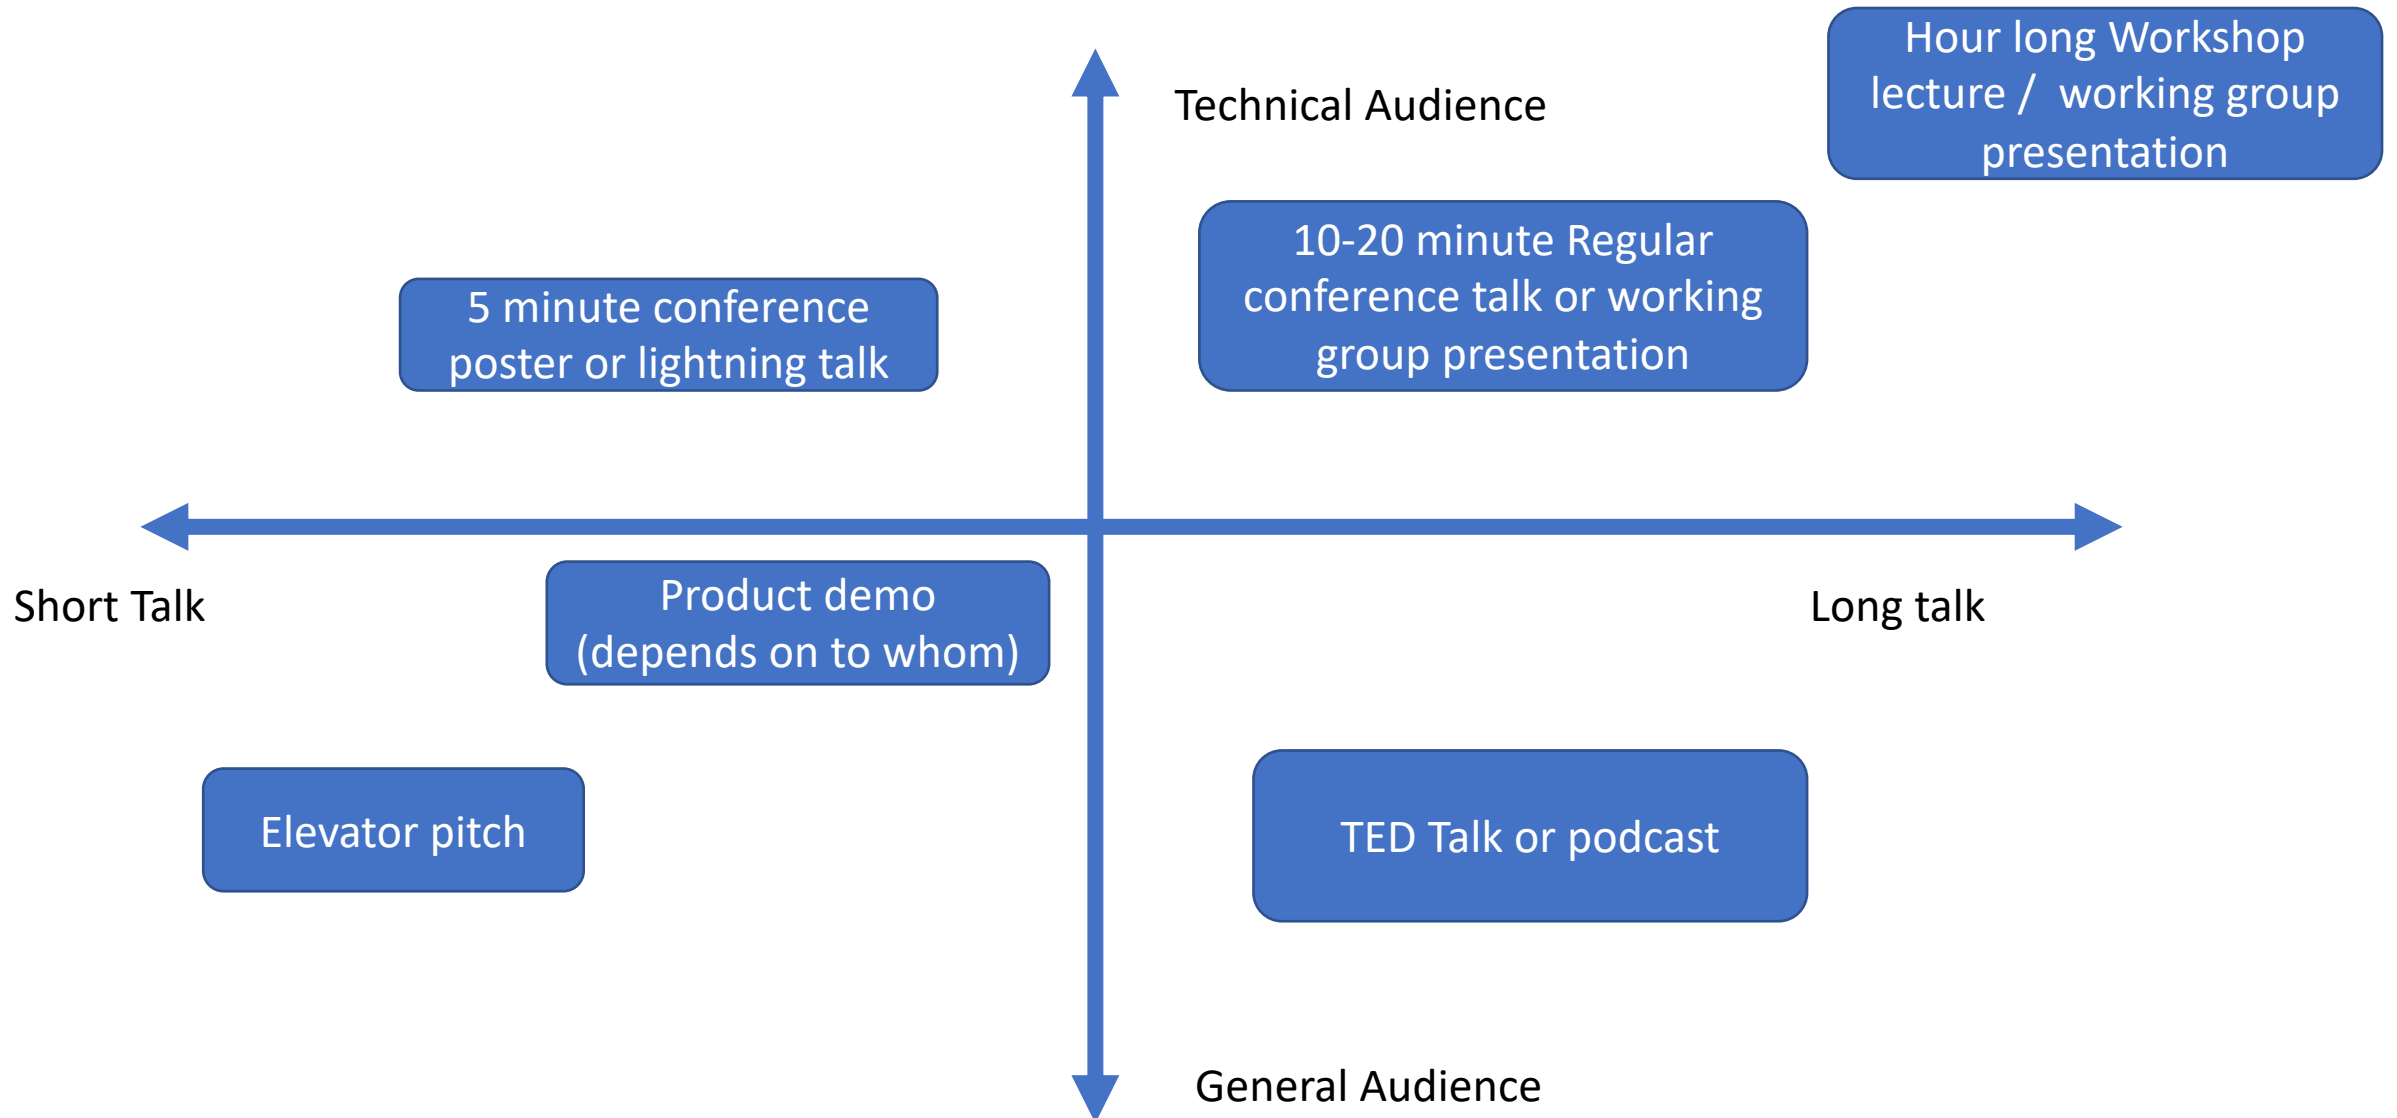 Hour long Workshop
lecture /  working group
presentation
Technical Audience
10-20 minute Regular
conference talk or working
group presentation
5 minute conference
poster or lightning talk
Short Talk
Product demo
(depends on to whom)
Long talk
Elevator pitch
TED Talk or podcast
General Audience